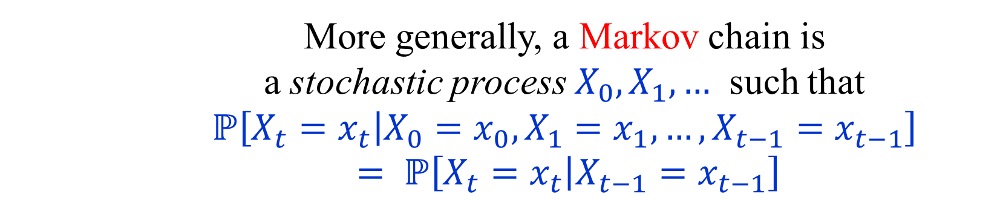 More generally, a Markov chain is
a stochastic process X₀, X₁, … such that
ℙ[Xₜ = xₜ|X₀ = x₀, X₁ = x₁, … , Xₜ₋₁ = xₜ₋₁]
= ℙ[Xₜ = xₜ|Xₜ₋₁ = xₜ₋₁]